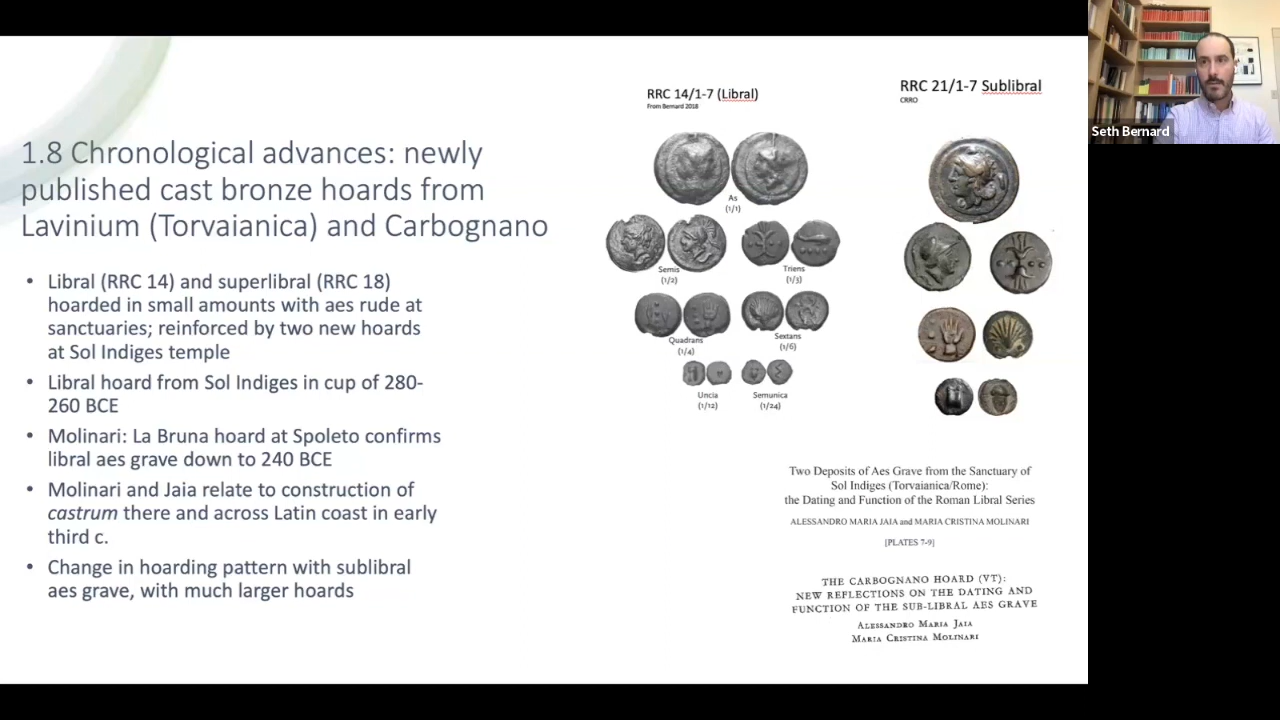 1.8 Chronological advances: newly
published cast bronze hoards from
Lavinium (Torvaianica) and Carbognano
• Libral (RRC 14) and superlibral (RRC 18)
hoarded in small amounts with aes rude at
sanctuaries; reinforced by two new hoards
at Sol Indiges temple
• Libral hoard from Sol Indiges in cup of 280-
260 BCE
• Molinari: La Bruna hoard at Spoleto confirms
libral aes grave down to 240 BCE
• Molinari and Jaia relate to construction of
castrum there and across Latin coast in early
third c.
• Change in hoarding pattern with sublibral
aes grave, with much larger hoards
RRC 14/1-7 (Libral)
From Bernard 2018
As
(1/1)
Semis
(1/2)
Triens
(1/3)
Quadrans
(1/4)
Sextans
(1/6)
Uncia
(1/12)
Semunica
(1/24)
RRC 21/1-7 Sublibral
CRRO
Two Deposits of Aes Grave from the Sanctuary of
Sol Indiges (Torvaianica/Rome):
the Dating and Function of the Roman Libral Series
ALESSANDRO MARIA JAIA and MARIA CRISTINA MOLINARI
[PLATES 7-9]
THE CARBOGNANO HOARD (VT):
NEW REFLECTIONS ON THE DATING AND
FUNCTION OF THE SUB-LIBRAL AES GRAVE
ALESSANDRO MARIA JAIA
MARIA CRISTINA MOLINARI
Seth Bernard